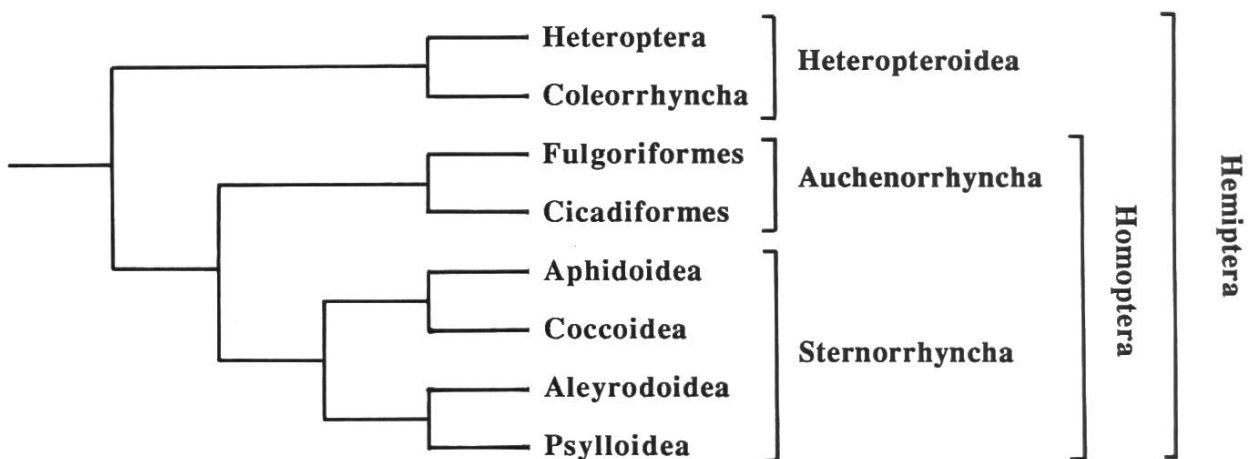 Heteroptera
Coleorrhyncha
Heteropteroidea
Fulgoriformes
Cicadiformes
Auchenorrhyncha
Aphidoidea
Coccoidea
Aleyrodoidea
Psylloidea
Sternorrhyncha
Homoptera
Hemiptera